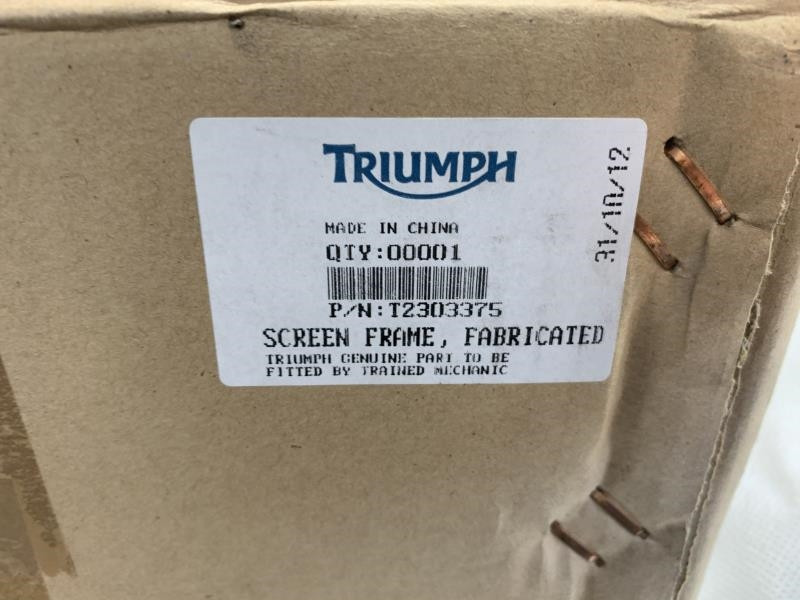 TRIUMPH
31/10/12
MADE IN CHINA
QTY:00001
P/N:T2303375
SCREEN FRAME, FABRICATED
TRIUMPH GENUINE PART TO BE
FITTED BY TRAINED MECHANIC